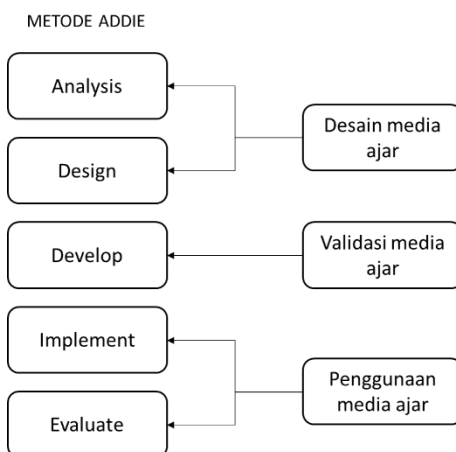 METODE ADDIE
Analysis
Design
Develop
Implement
Evaluate
Desain media
ajar
Validasi media
ajar
Penggunaan
media ajar